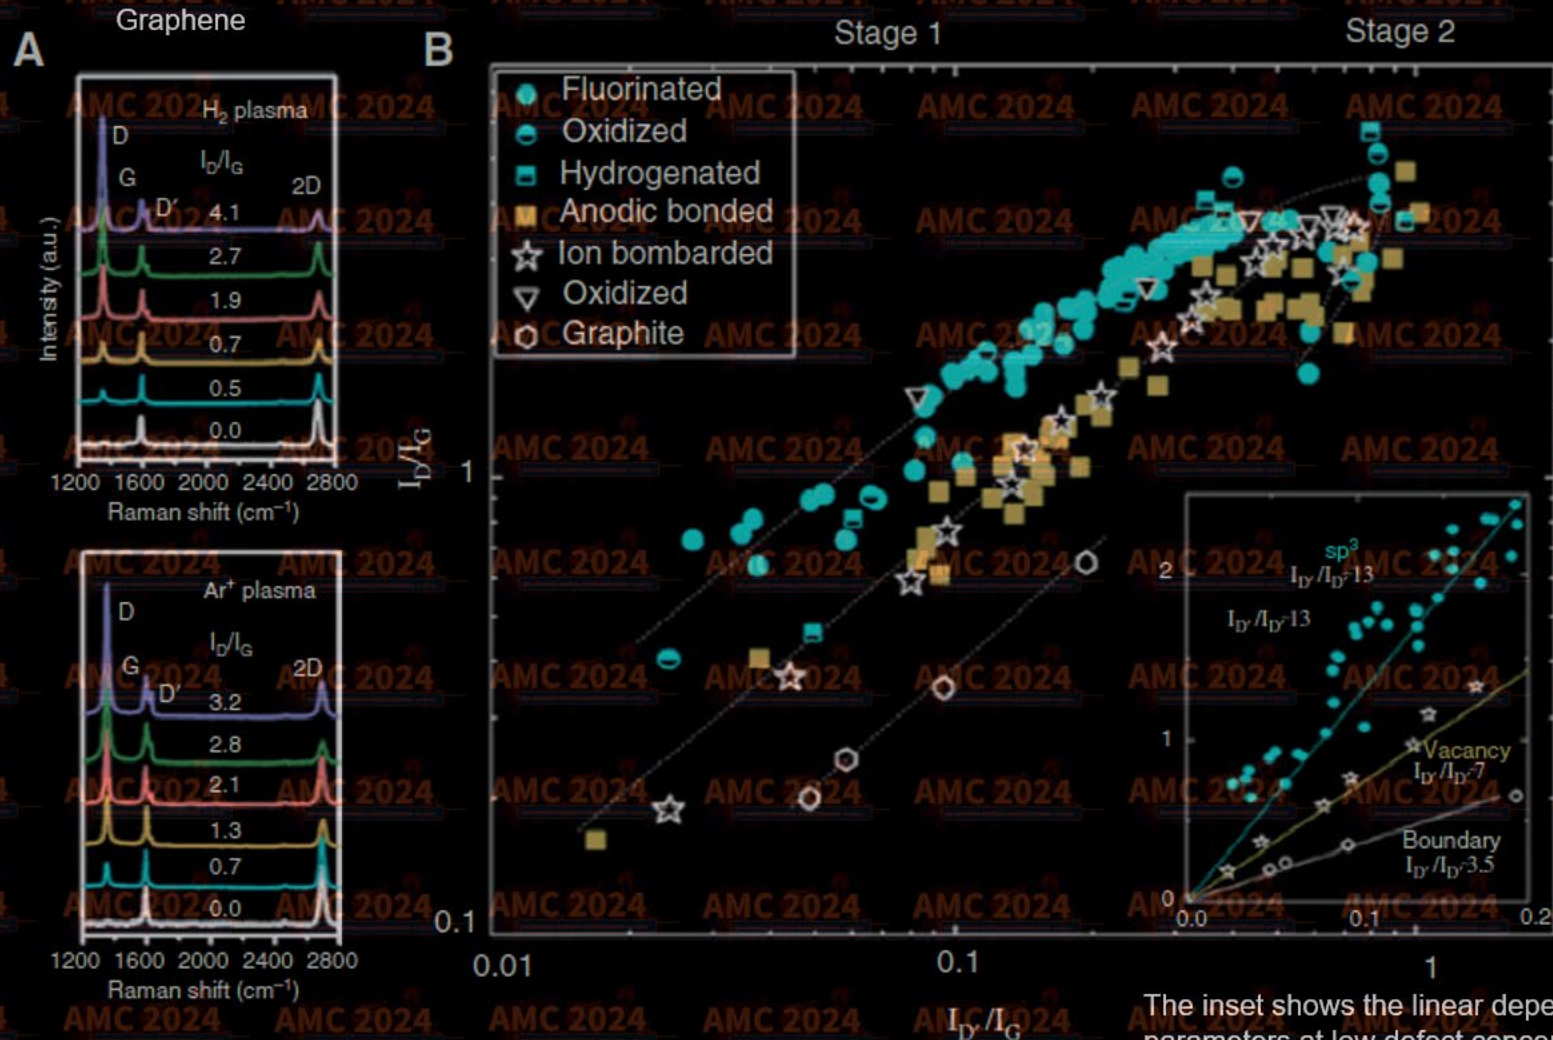 Graphene
A
H2 plasma
D
ID/IG
G
D′
2D
4.1
2.7
1.9
0.7
0.5
0.0
Intensity (a.u.)
1200 1600 2000 2400 2800
Raman shift (cm−1)
Ar+ plasma
D
ID/IG
G
D′
2D
3.2
2.8
2.1
1.3
0.7
0.0
1200 1600 2000 2400 2800
Raman shift (cm−1)
B
Stage 1
Stage 2
Fluorinated
Oxidized
Hydrogenated
Anodic bonded
Ion bombarded
Oxidized
Graphite
ID/IG
1
0.1
0.01
0.1
1
ID′/IG
sp3
ID′/ID~13
ID′/ID~13
Vacancy
ID′/ID~7
Boundary
ID′/ID~3.5
2
1
0
0.0
0.1
0.2
The inset shows the linear depe
AMC 2024